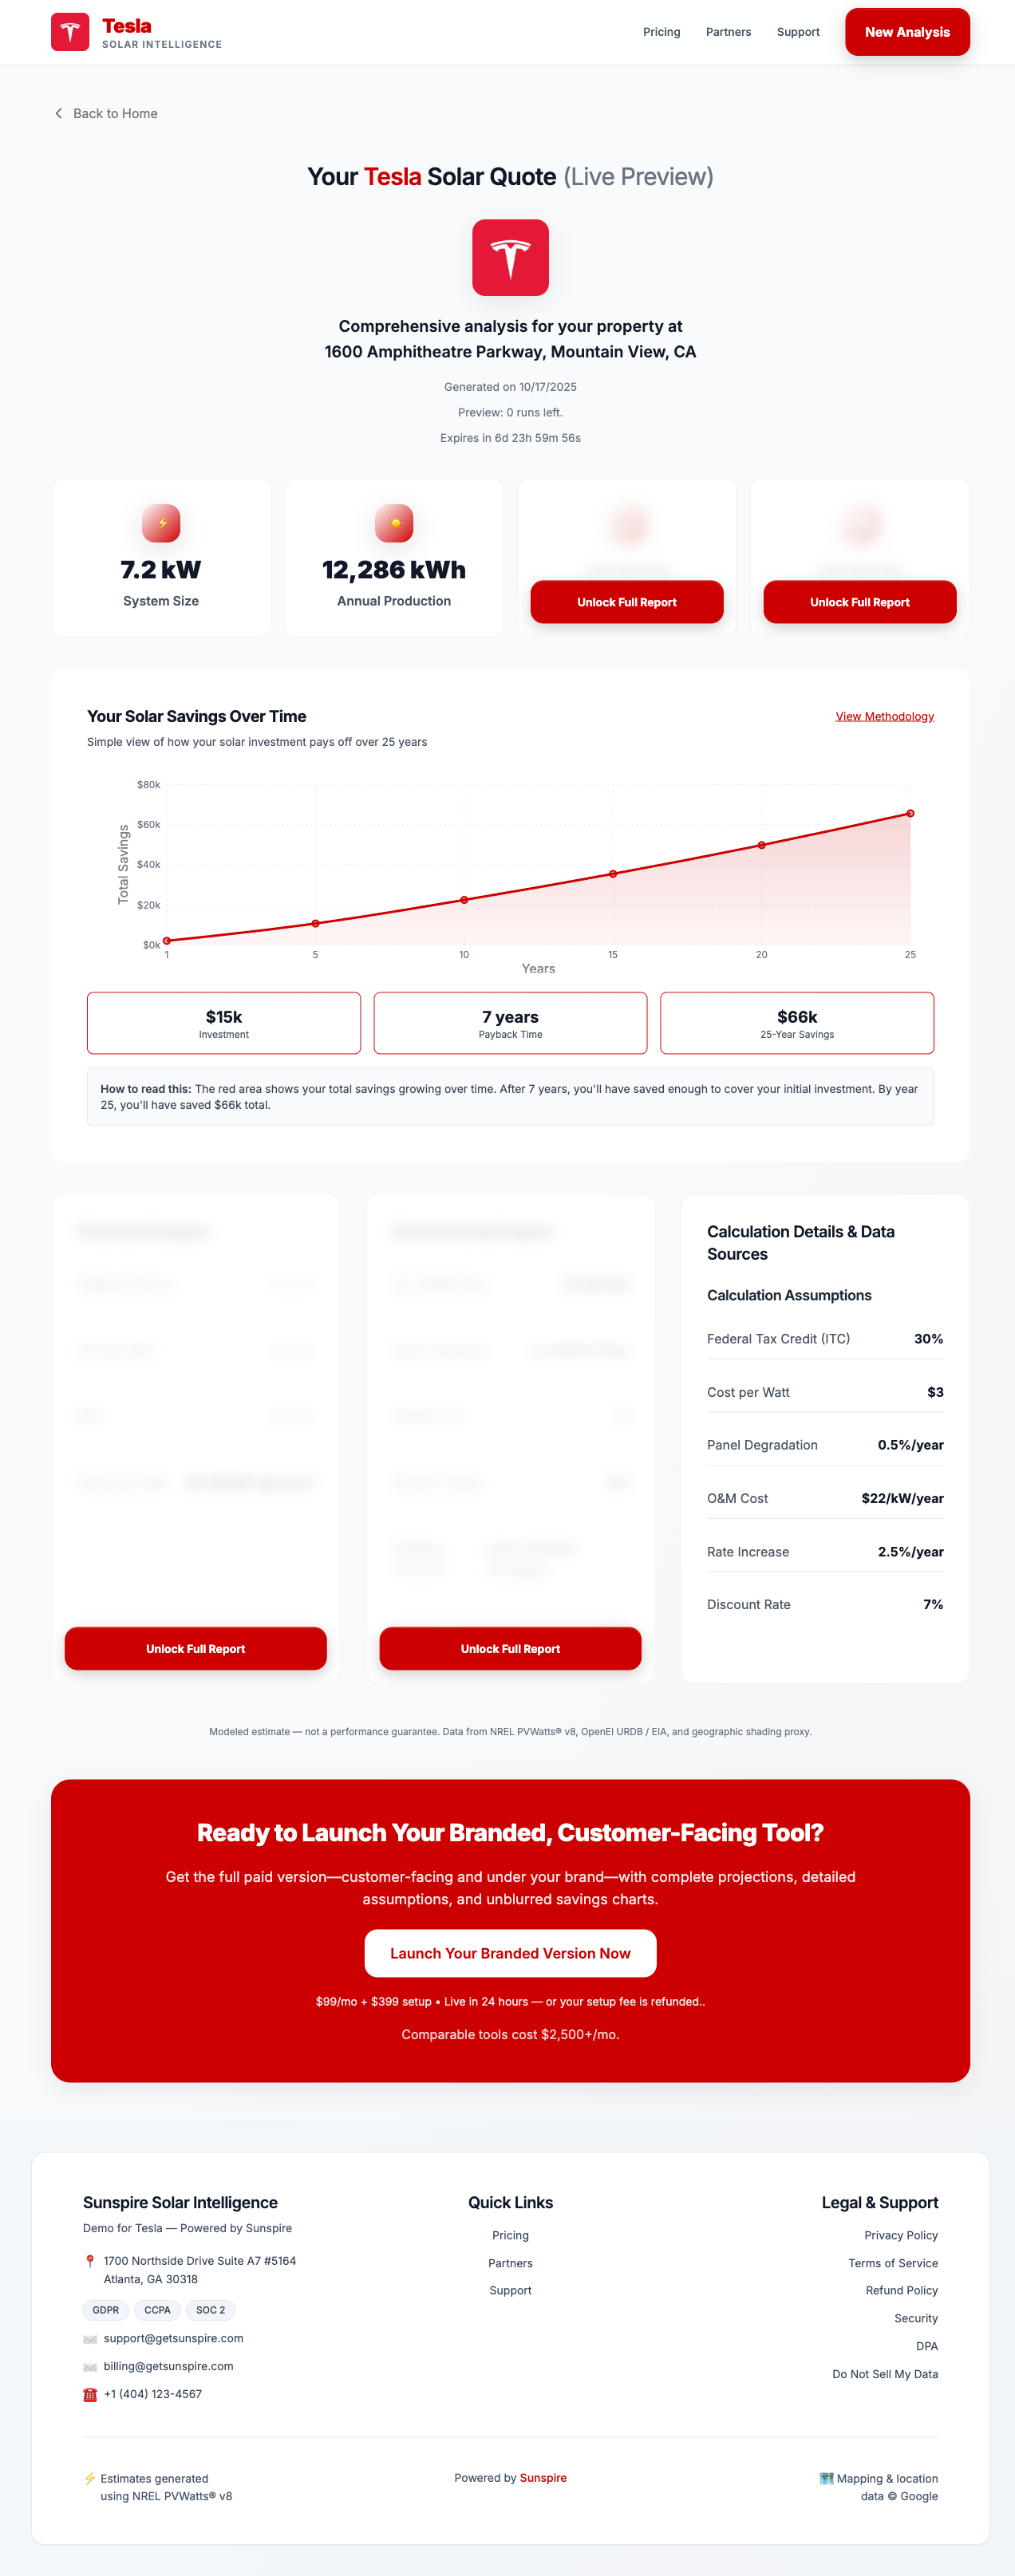 Tesla
SOLAR INTELLIGENCE
Pricing
Partners
Support
New Analysis
Back to Home
Your Tesla Solar Quote (Live Preview)
Comprehensive analysis for your property at
1600 Amphitheatre Parkway, Mountain View, CA
Generated on 10/17/2025
Preview: 0 runs left.
Expires in 6d 23h 59m 56s
7.2 kW
System Size
12,286 kWh
Annual Production
Unlock Full Report
Unlock Full Report
Your Solar Savings Over Time
View Methodology
Simple view of how your solar investment pays off over 25 years
$80k
$60k
$40k
$20k
$0k
Total Savings
1
5
10
15
20
25
Years
$15k
Investment
7 years
Payback Time
$66k
25-Year Savings
How to read this: The red area shows your total savings growing over time. After 7 years, you'll have saved enough to cover your initial investment. By year
25, you'll have saved $66k total.
Unlock Full Report
Unlock Full Report
Calculation Details & Data
Sources
Calculation Assumptions
Federal Tax Credit (ITC) 30%
Cost per Watt $3
Panel Degradation 0.5%/year
O&M Cost $22/kW/year
Rate Increase 2.5%/year
Discount Rate 7%
Modeled estimate — not a performance guarantee. Data from NREL PVWatts® v8, OpenEI URDB / EIA, and geographic shading proxy.
Ready to Launch Your Branded, Customer-Facing Tool?
Get the full paid version—customer-facing and under your brand—with complete projections, detailed
assumptions, and unblurred savings charts.
Launch Your Branded Version Now
$99/mo + $399 setup • Live in 24 hours — or your setup fee is refunded..
Comparable tools cost $2,500+/mo.
Sunspire Solar Intelligence
Demo for Tesla — Powered by Sunspire
1700 Northside Drive Suite A7 #5164
Atlanta, GA 30318
GDPR
CCPA
SOC 2
support@getsunspire.com
billing@getsunspire.com
+1 (404) 123-4567
Quick Links
Pricing
Partners
Support
Legal & Support
Privacy Policy
Terms of Service
Refund Policy
Security
DPA
Do Not Sell My Data
Estimates generated
using NREL PVWatts® v8
Powered by Sunspire
Mapping & location
data © Google